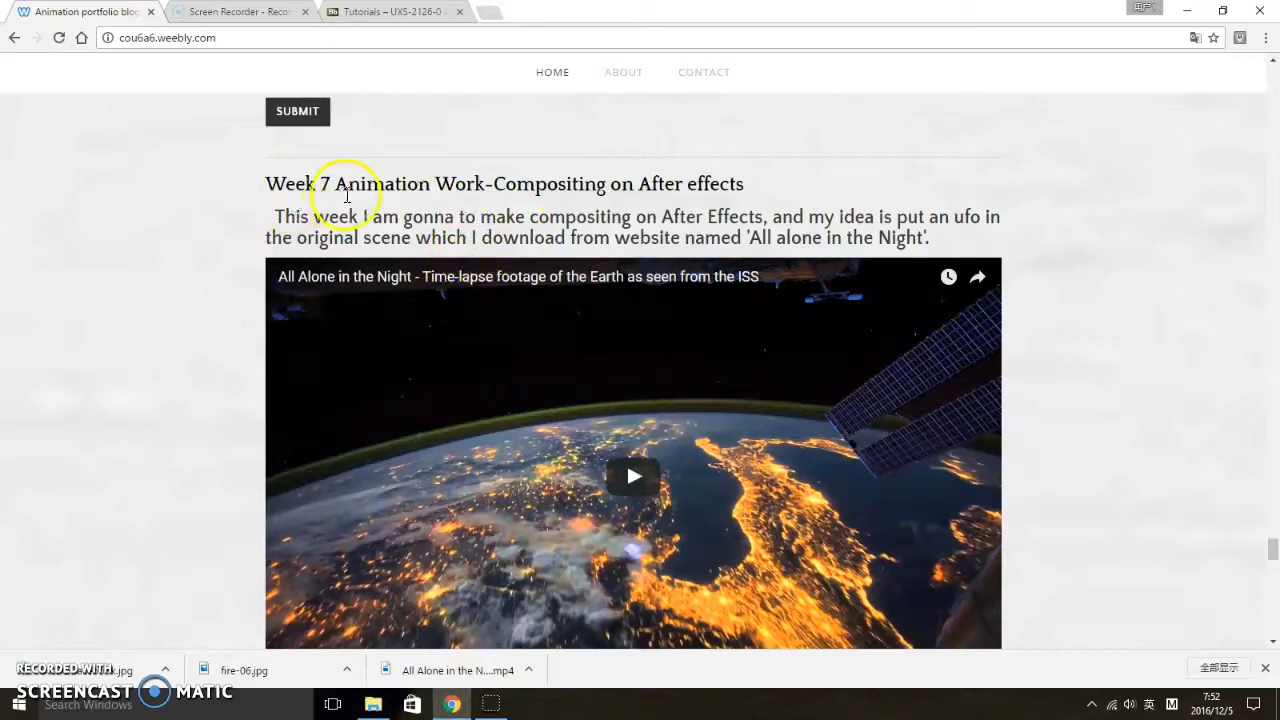 Animation portfolio blog
Screen Recorder - Record
Tutorials – UXS-2126-0 A
cou6a6.weebly.com
HOME ABOUT CONTACT
SUBMIT
Week 7 Animation Work-Compositing on After effects
This week I am gonna to make compositing on After Effects, and my idea is put an ufo in
the original scene which I download from website named 'All alone in the Night'.
All Alone in the Night - Time-lapse footage of the Earth as seen from the ISS
RECORDED WITH
SCREENCAST MATIC
fire-06.jpg
All Alone in the N....mp4
全部显示
Search Windows
英
M
7:52
2016/12/5